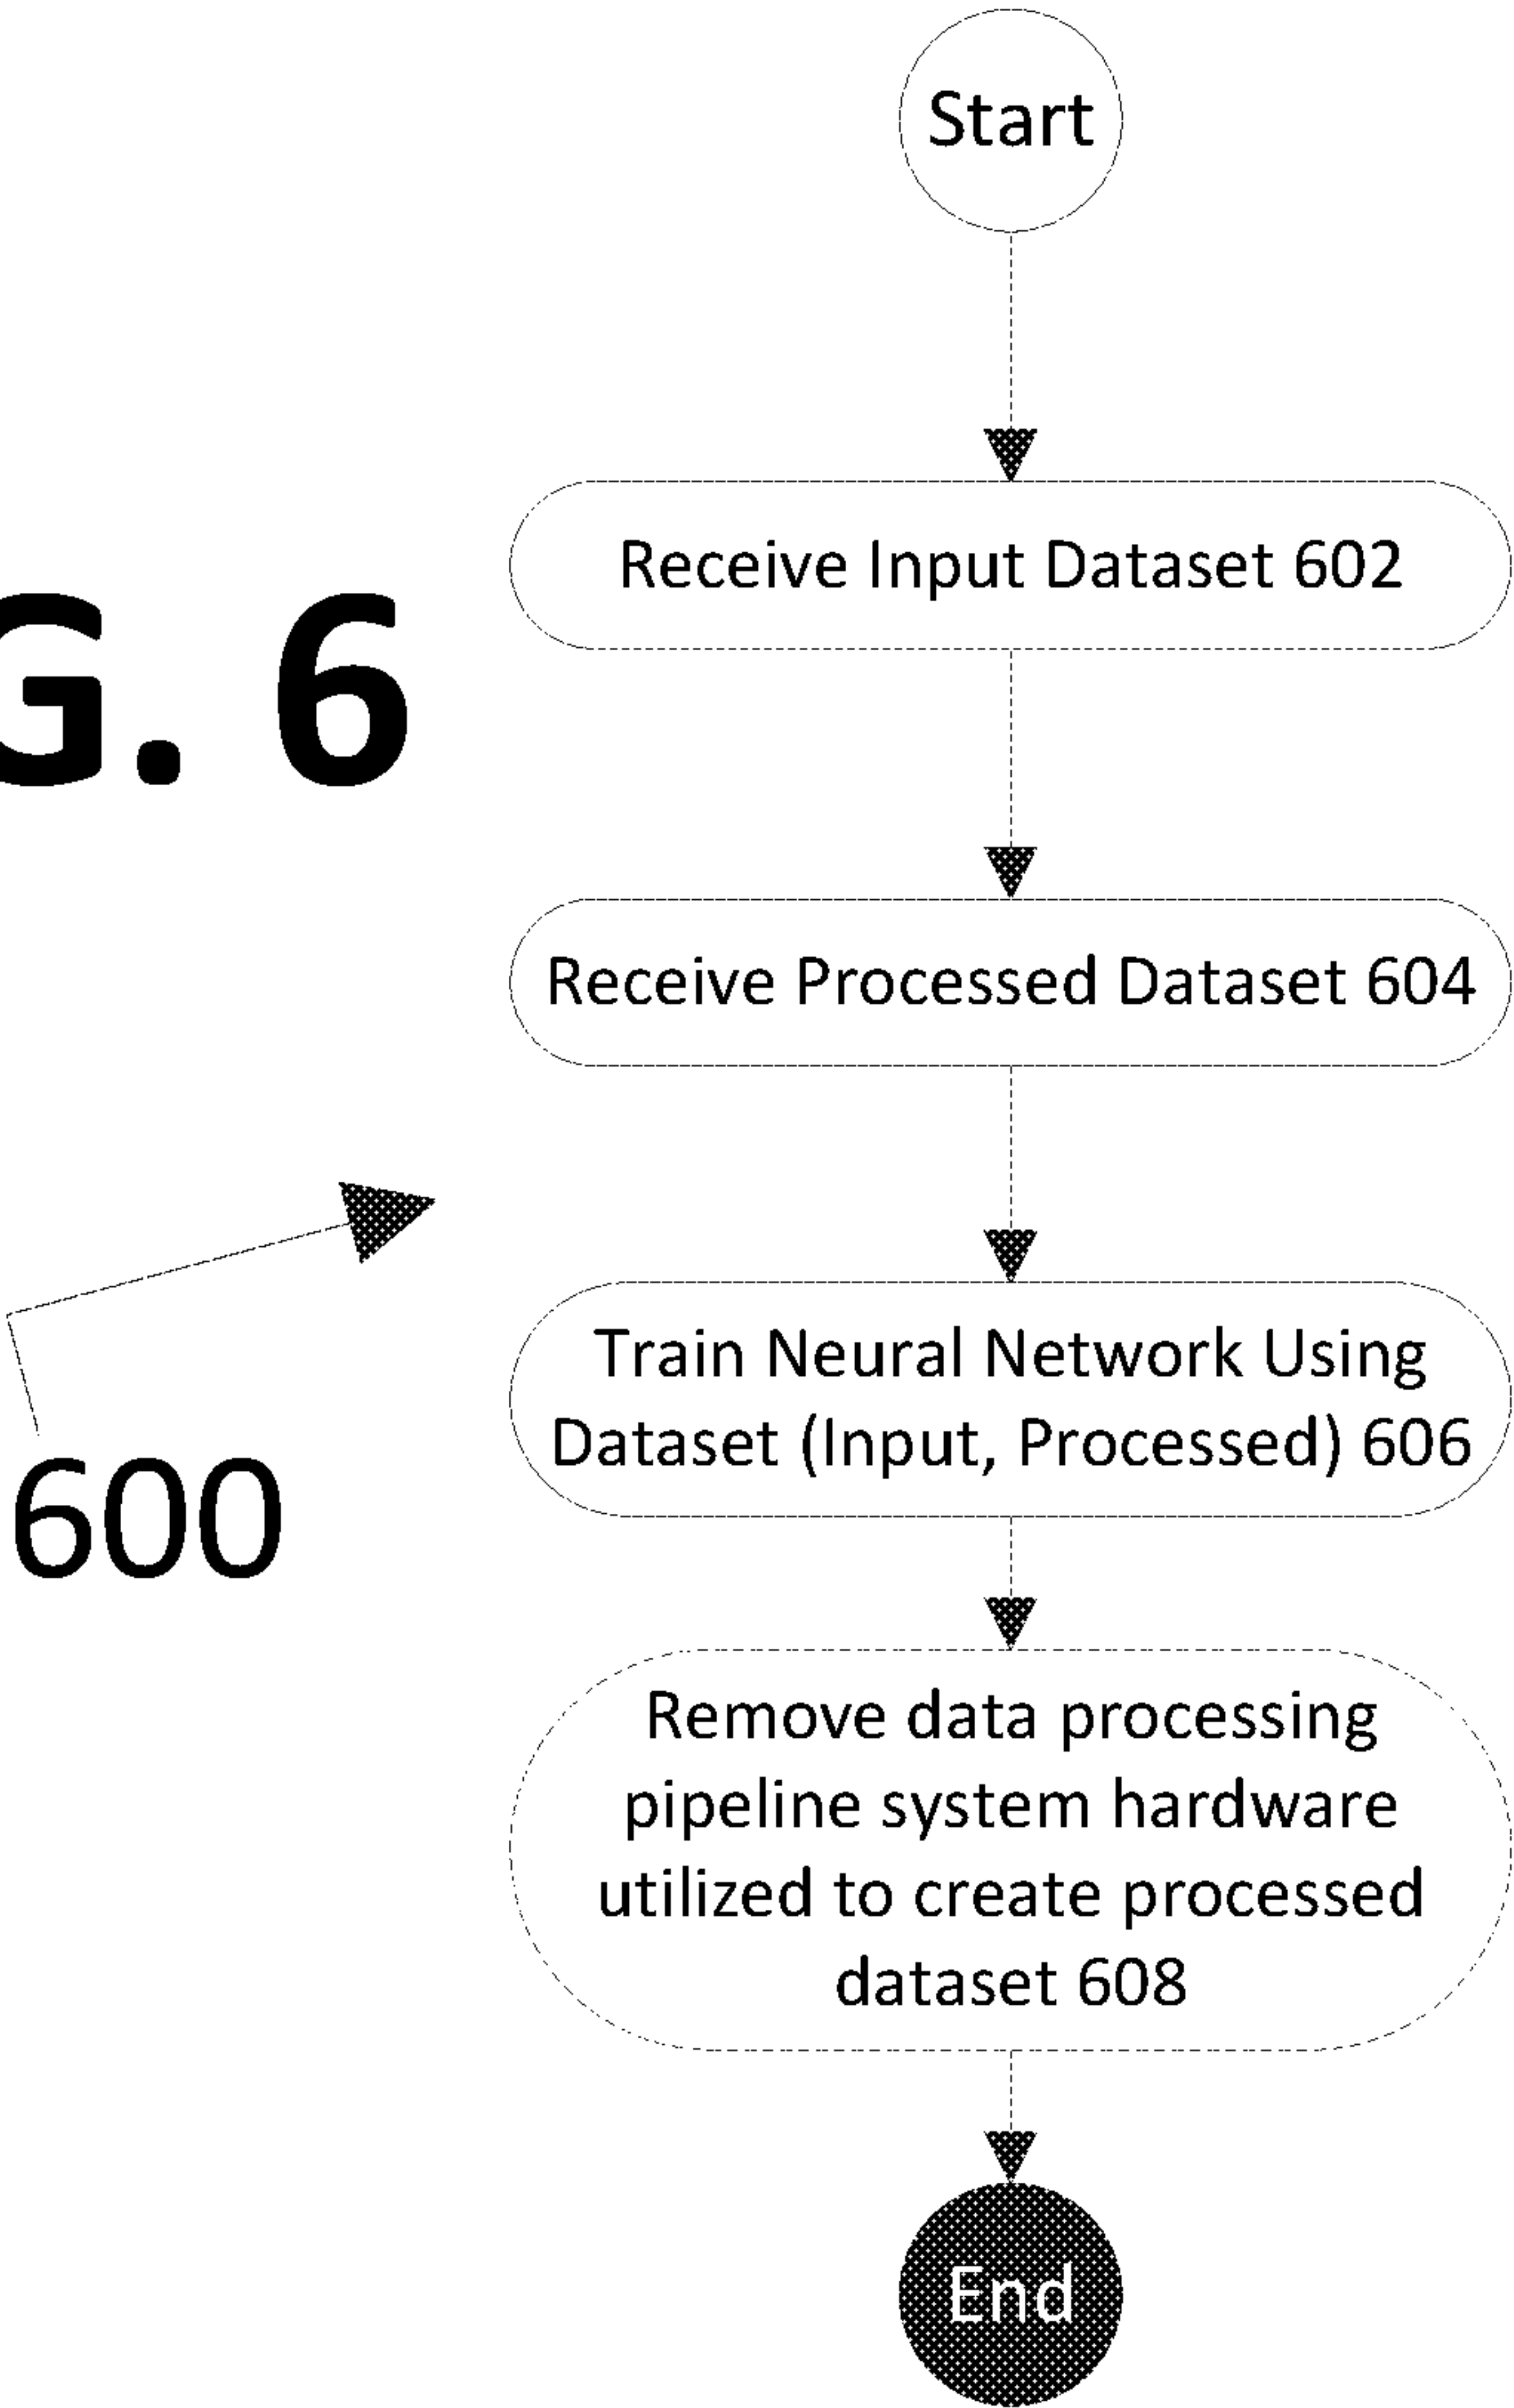 Start
Receive Input Dataset 602
G. 6
Receive Processed Dataset 604
Train Neural Network Using
Dataset (Input, Processed) 606
600
Remove data processing
pipeline system hardware
utilized to create processed
dataset 608
End